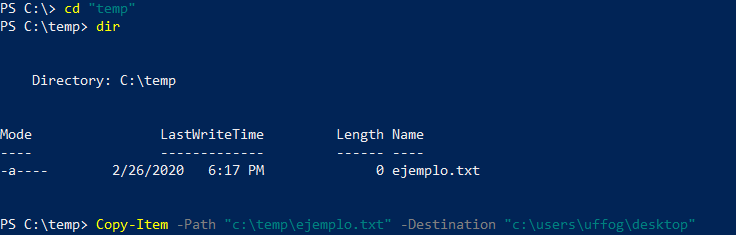 PS C:\> cd "temp"
PS C:\temp> dir
Directory: C:\temp
Mode LastWriteTime Length Name
---- ------------- ------ ----
-a---- 2/26/2020 6:17 PM 0 ejemplo.txt
PS C:\temp> Copy-Item -Path "c:\temp\ejemplo.txt" -Destination "c:\users\uffog\desktop"